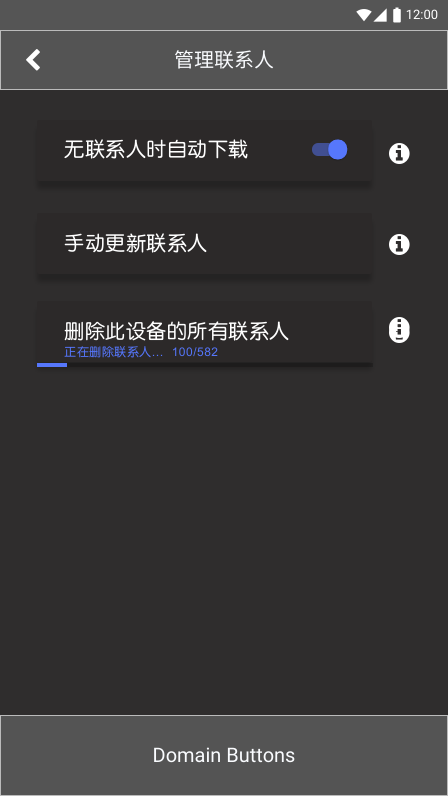 12:00
管理联系人
无联系人时自动下载
手动更新联系人
删除此设备的所有联系人
正在删除联系人... 100/582
Domain Buttons